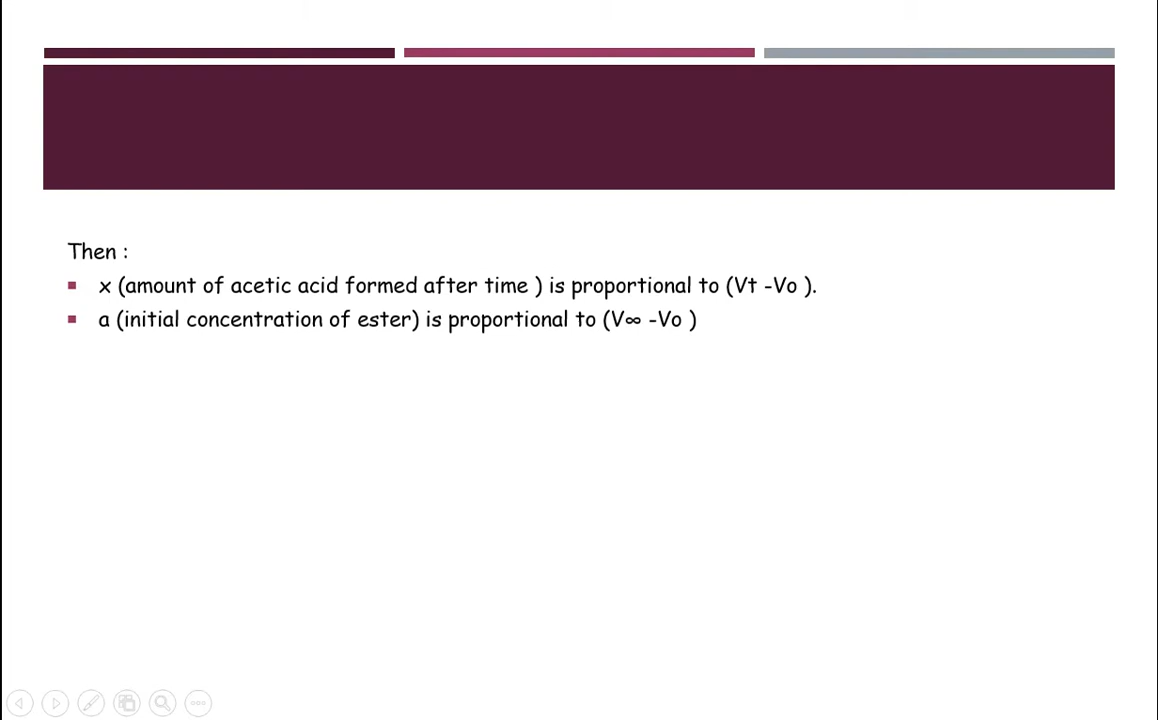 Then :
▪ x (amount of acetic acid formed after time ) is proportional to (Vt -Vo ).
▪ a (initial concentration of ester) is proportional to (V∞ -Vo )